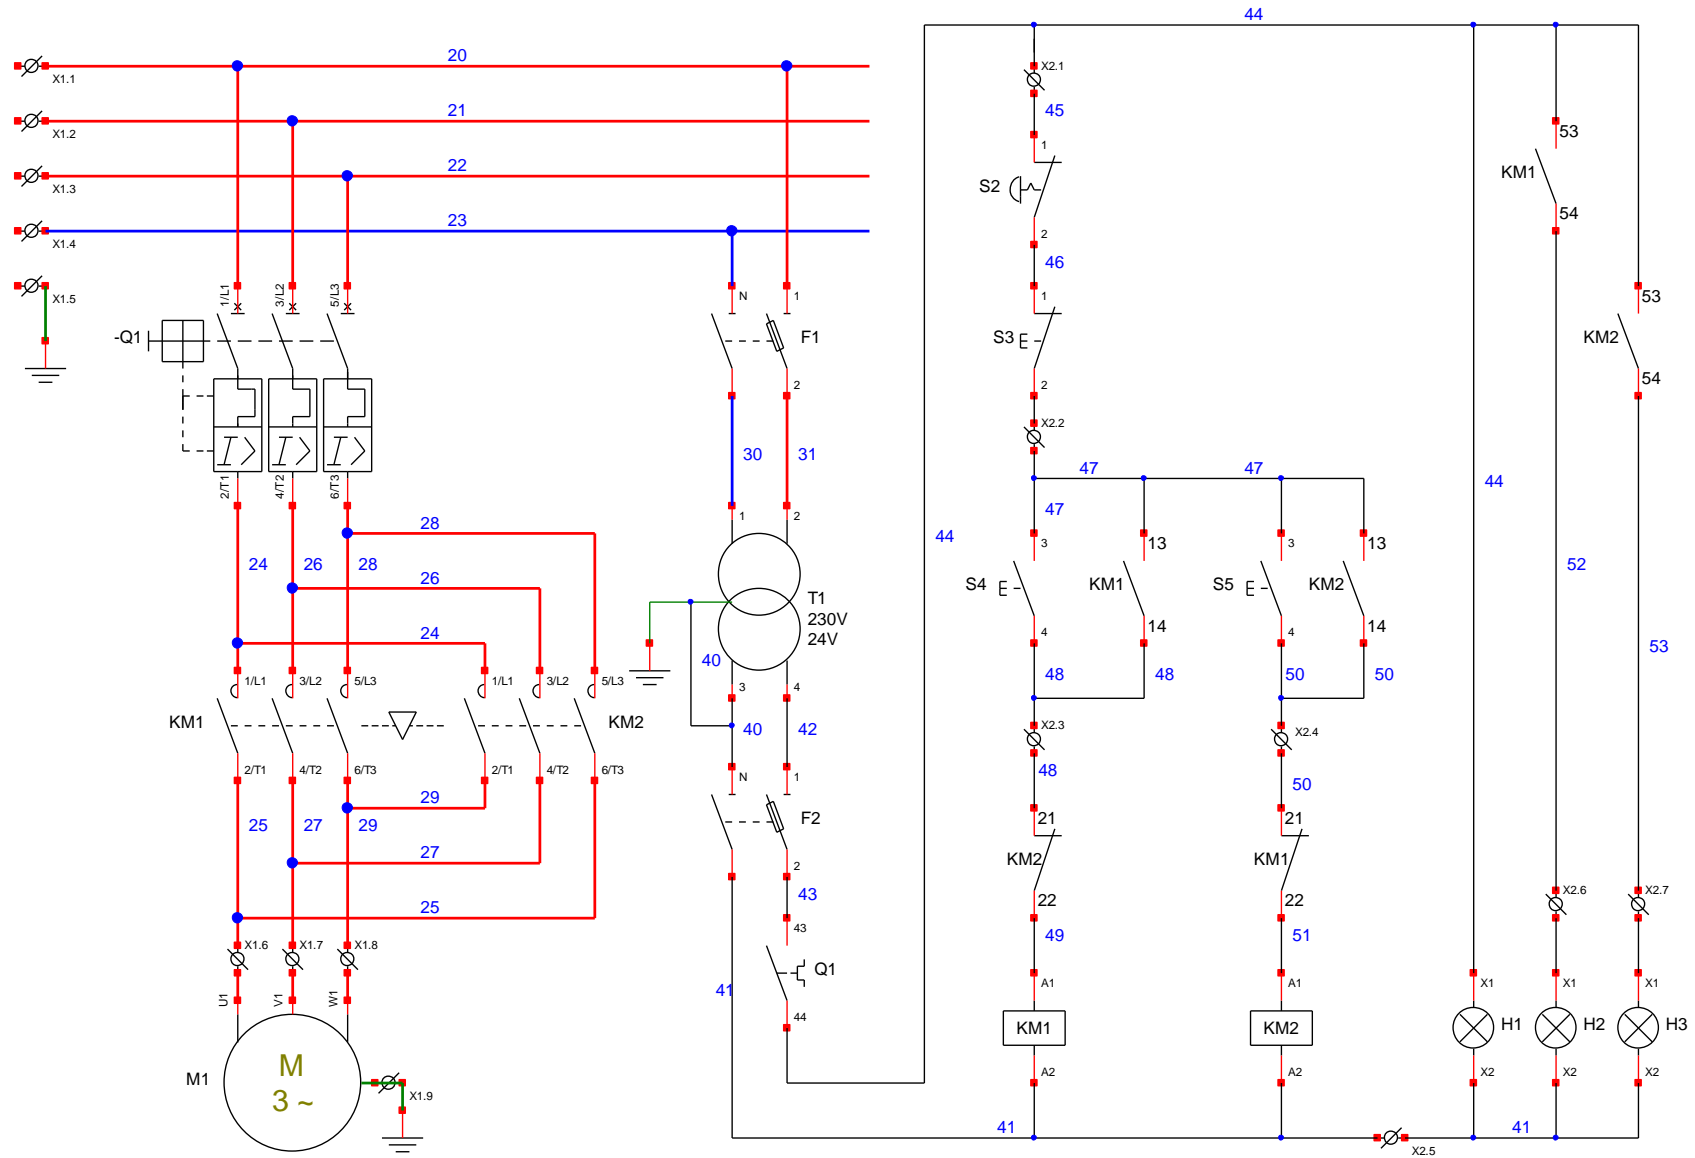 44
20
X1.1
X2.1
45
21
X1.2
53
1
KM1
22
X1.3
S2
54
23
X1.4
2
46
X1.5
1/L1
3/L2
5/L3
N
1
1
53
-Q1
F1
S3
KM2
2
2
54
X2.2
30
31
47
47
44
2/T1
4/T2
6/T3
1
2
47
28
44
3
13
3
13
24
26
28
52
26
S4
KM1
S5
KM2
T1
230V
24V
4
14
4
14
24
40
53
48
48
50
50
1/L1
3/L2
5/L3
1/L1
3/L2
5/L3
3
4
KM1
KM2
40
42
X2.3
X2.4
2/T1
4/T2
6/T3
2/T1
4/T2
6/T3
N
1
48
50
29
25
27
29
F2
21
21
27
KM2
KM1
2
43
22
22
X2.6
X2.7
25
43
49
51
X1.6
X1.7
X1.8
Q1
41
A1
A1
X1
X1
X1
U1
V1
W1
44
KM1
KM2
H1
H2
H3
M1
M
3 ~
A2
A2
X2
X2
X2
X1.9
41
41
X2.5